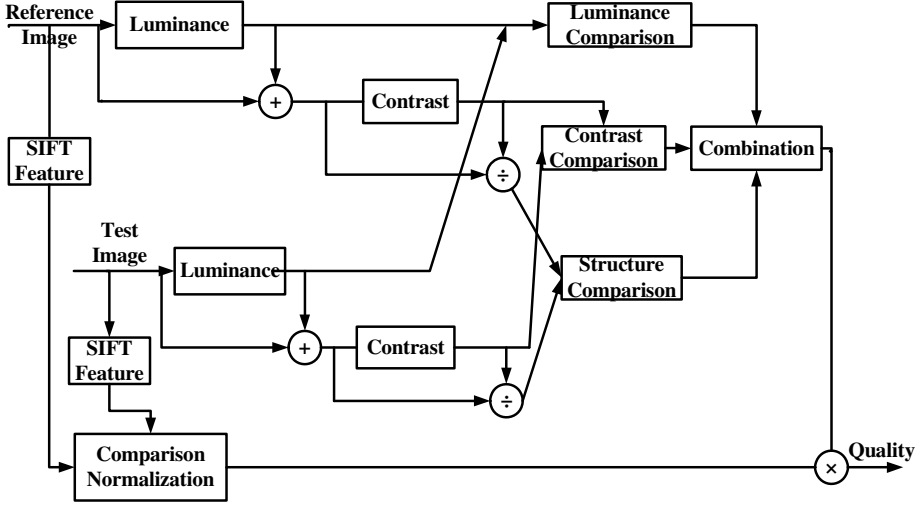 Reference
Image
Luminance
Luminance
Comparison
+
Contrast
Contrast
Comparison
Combination
SIFT
Feature
÷
Test
Image
Luminance
Structure
Comparison
+
Contrast
SIFT
Feature
÷
Comparison
Normalization
×
Quality